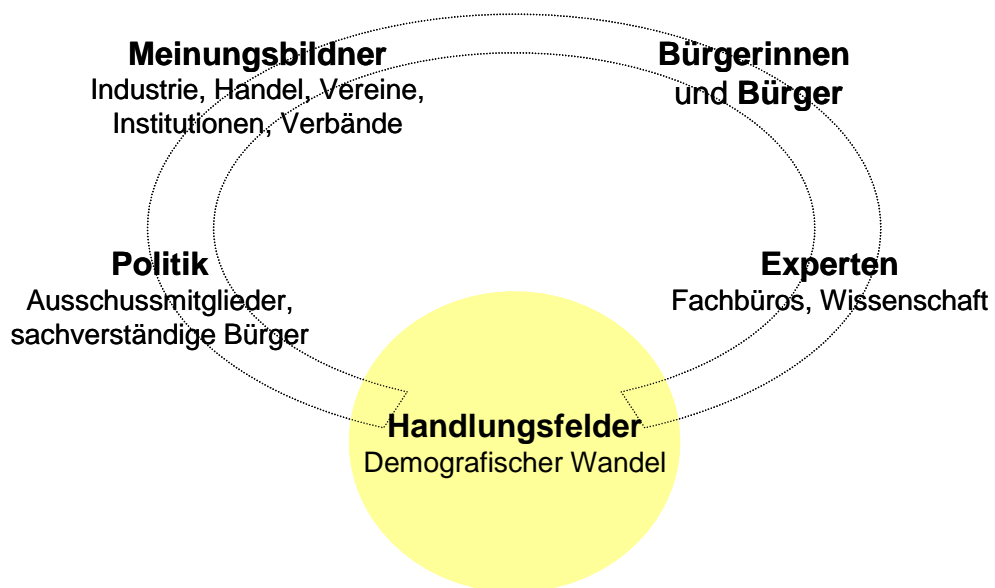 Meinungsbildner
Industrie, Handel, Vereine,
Institutionen, Verbände
Bürgerinnen
und Bürger
Politik
Ausschussmitglieder,
sachverständige Bürger
Experten
Fachbüros, Wissenschaft
Handlungsfelder
Demografischer Wandel